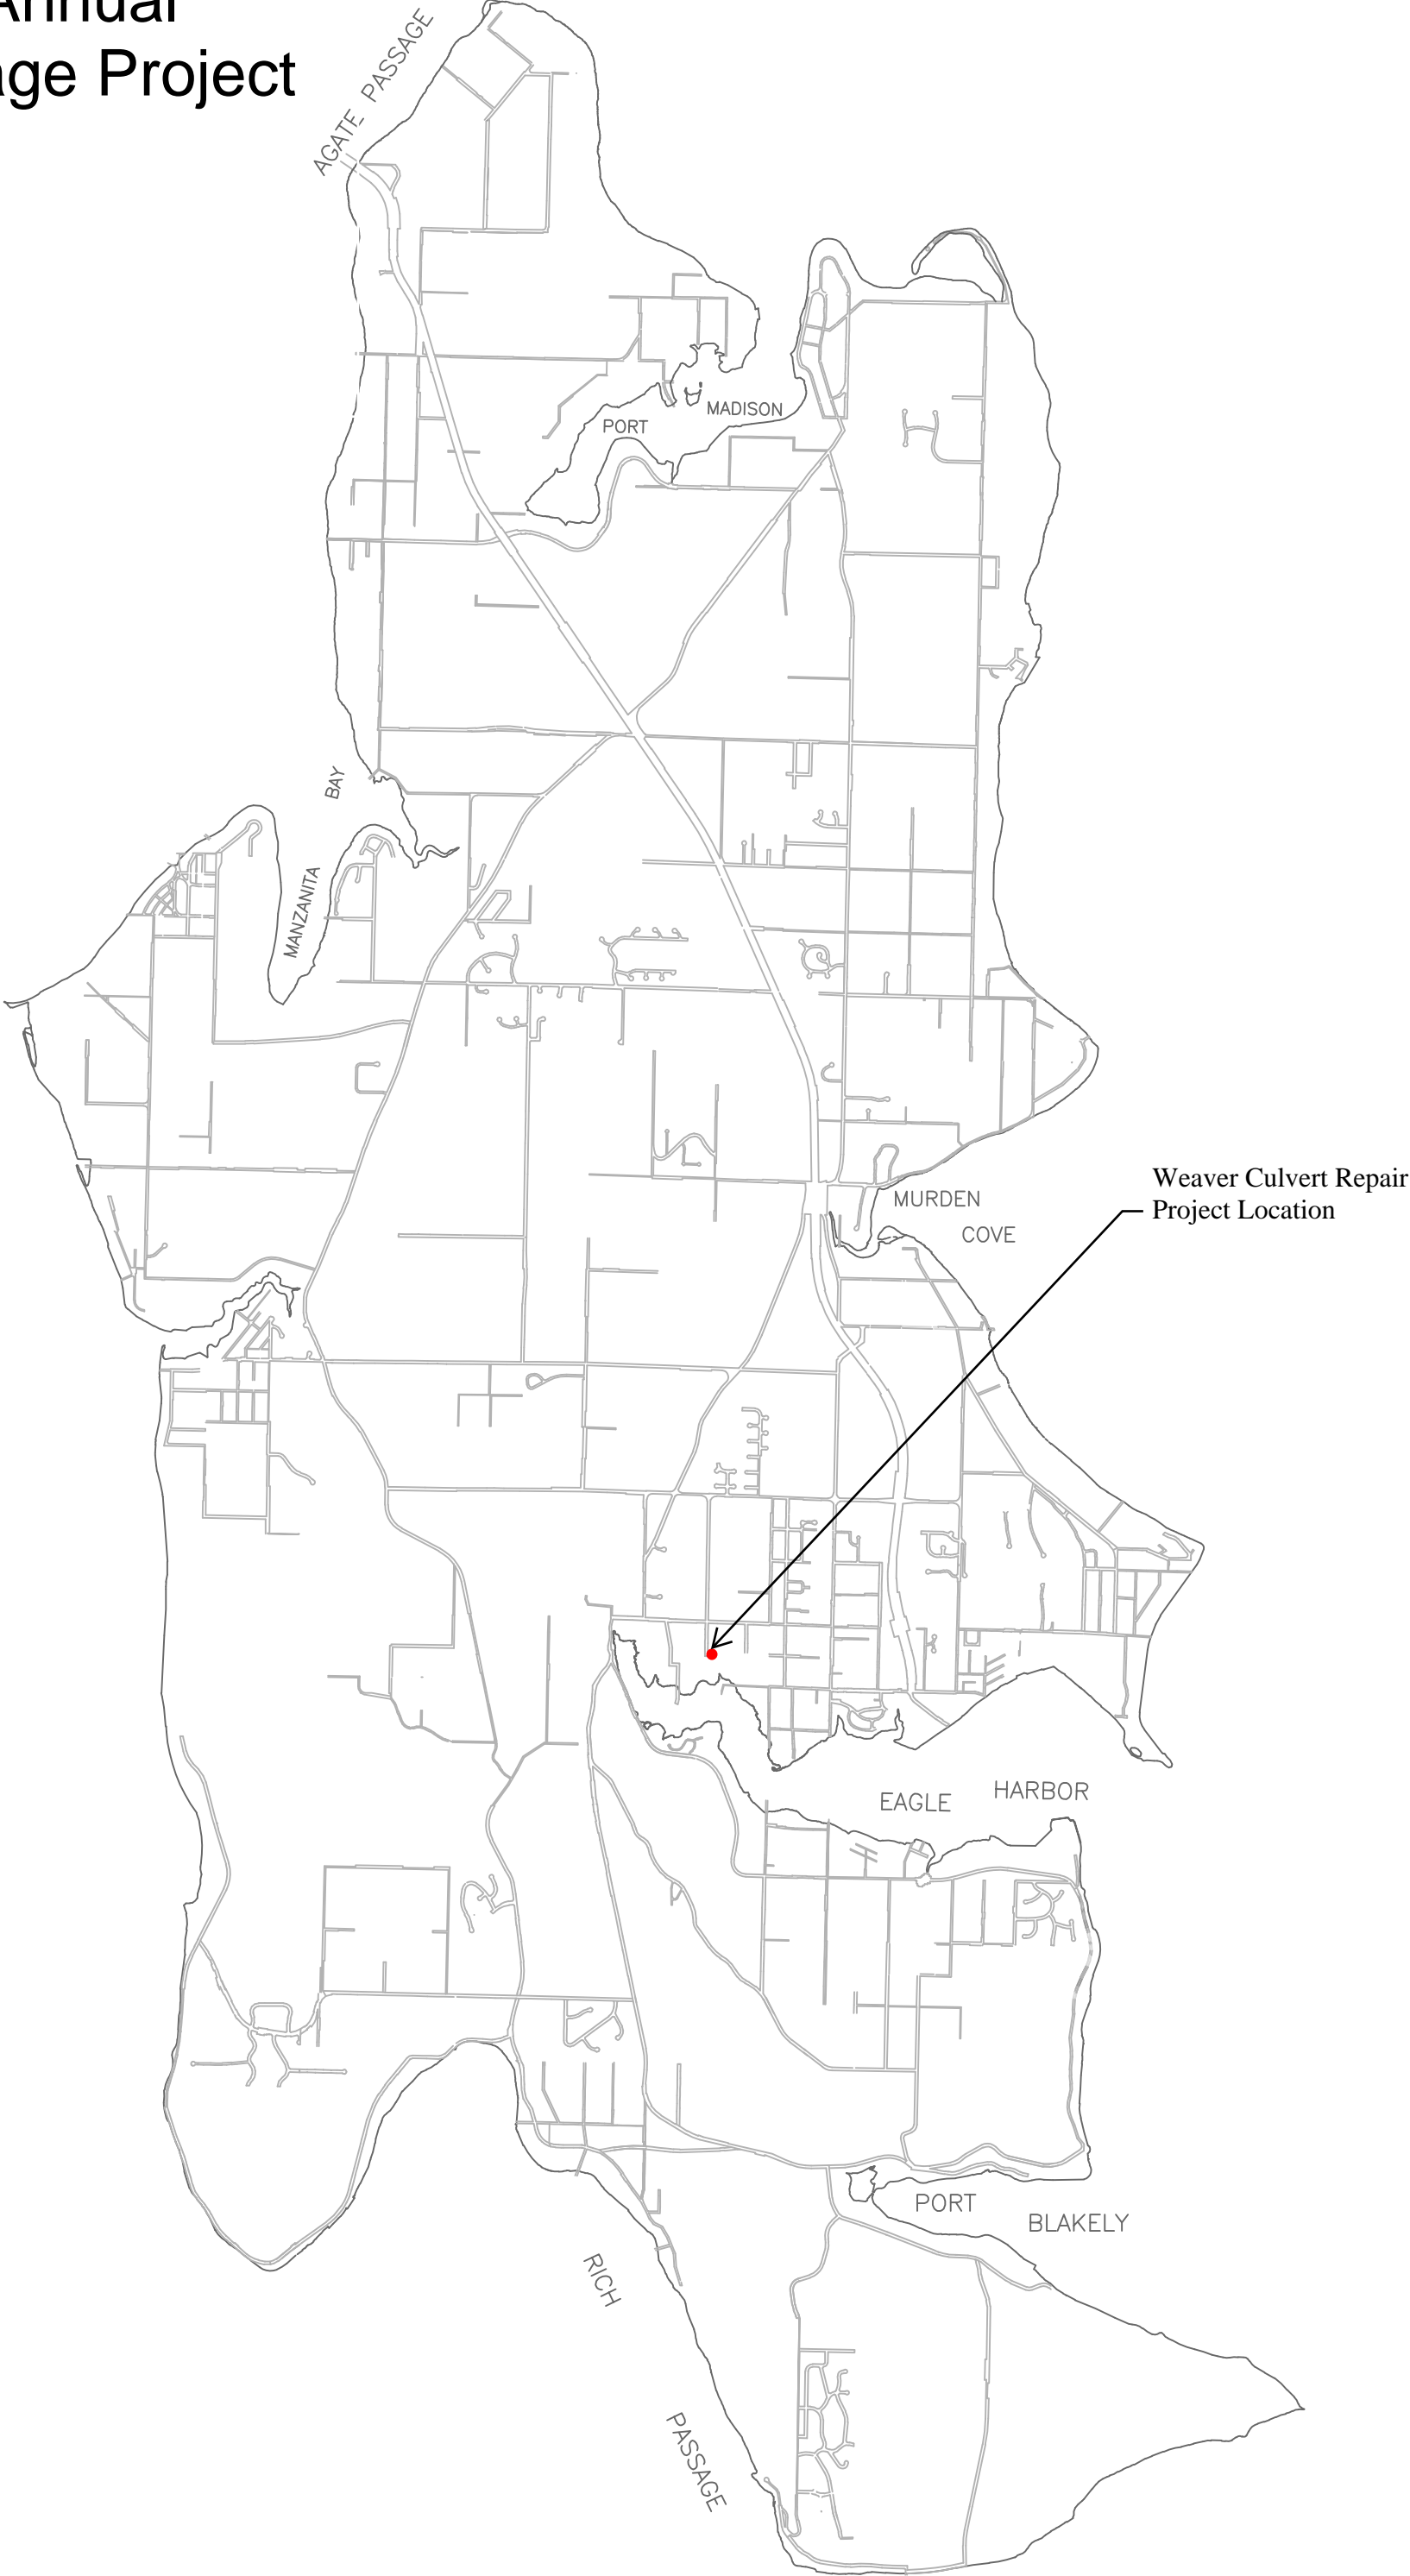 Annual
age Project
AGATE PASSAGE
MADISON
PORT
BAY
MANZANITA
Weaver Culvert Repair
Project Location
MURDEN
COVE
HARBOR
EAGLE
PORT
BLAKELY
RICH
PASSAGE